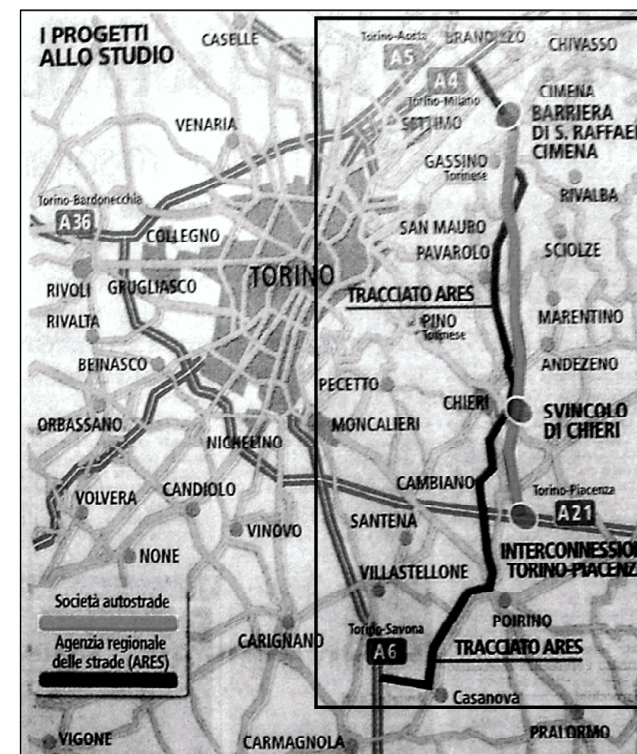 I PROGETTI
ALLO STUDIO
CASELLE
Torino-Aosta
A5
BRANDIZZO
CHIVASSO
A4
Torino-Milano
SETTIMO
CIMENA
BARRIERA
DI S. RAFFAE
CIMENA
VENARIA
GASSINO
Torinese
RIVALBA
Torino-Bardonecchia
A36
COLLEGNO
SAN MAURO
PAVAROLO
SCIOLZE
TORINO
RIVOLI
GRUGLIASCO
TRACCIATO ARES
MARENTINO
RIVALTA
PINO
Torinese
BEINASCO
ANDEZENO
PECETTO
CHIERI
SVINCOLO
DI CHIERI
ORBASSANO
NICHELINO
MONCALIERI
CAMBIANO
VOLVERA
CANDIOLO
Torino-Piacenza
A21
VINOVO
SANTENA
NONE
INTERCONNESSION
TORINO-PIACENZ
VILLASTELLONE
Società autostrade
Agenzia regionale
delle strade (ARES)
CARIGNANO
Torino-Savona
A6
POIRINO
TRACCIATO ARES
Casanova
VIGONE
CARMAGNOLA
PRALORMO